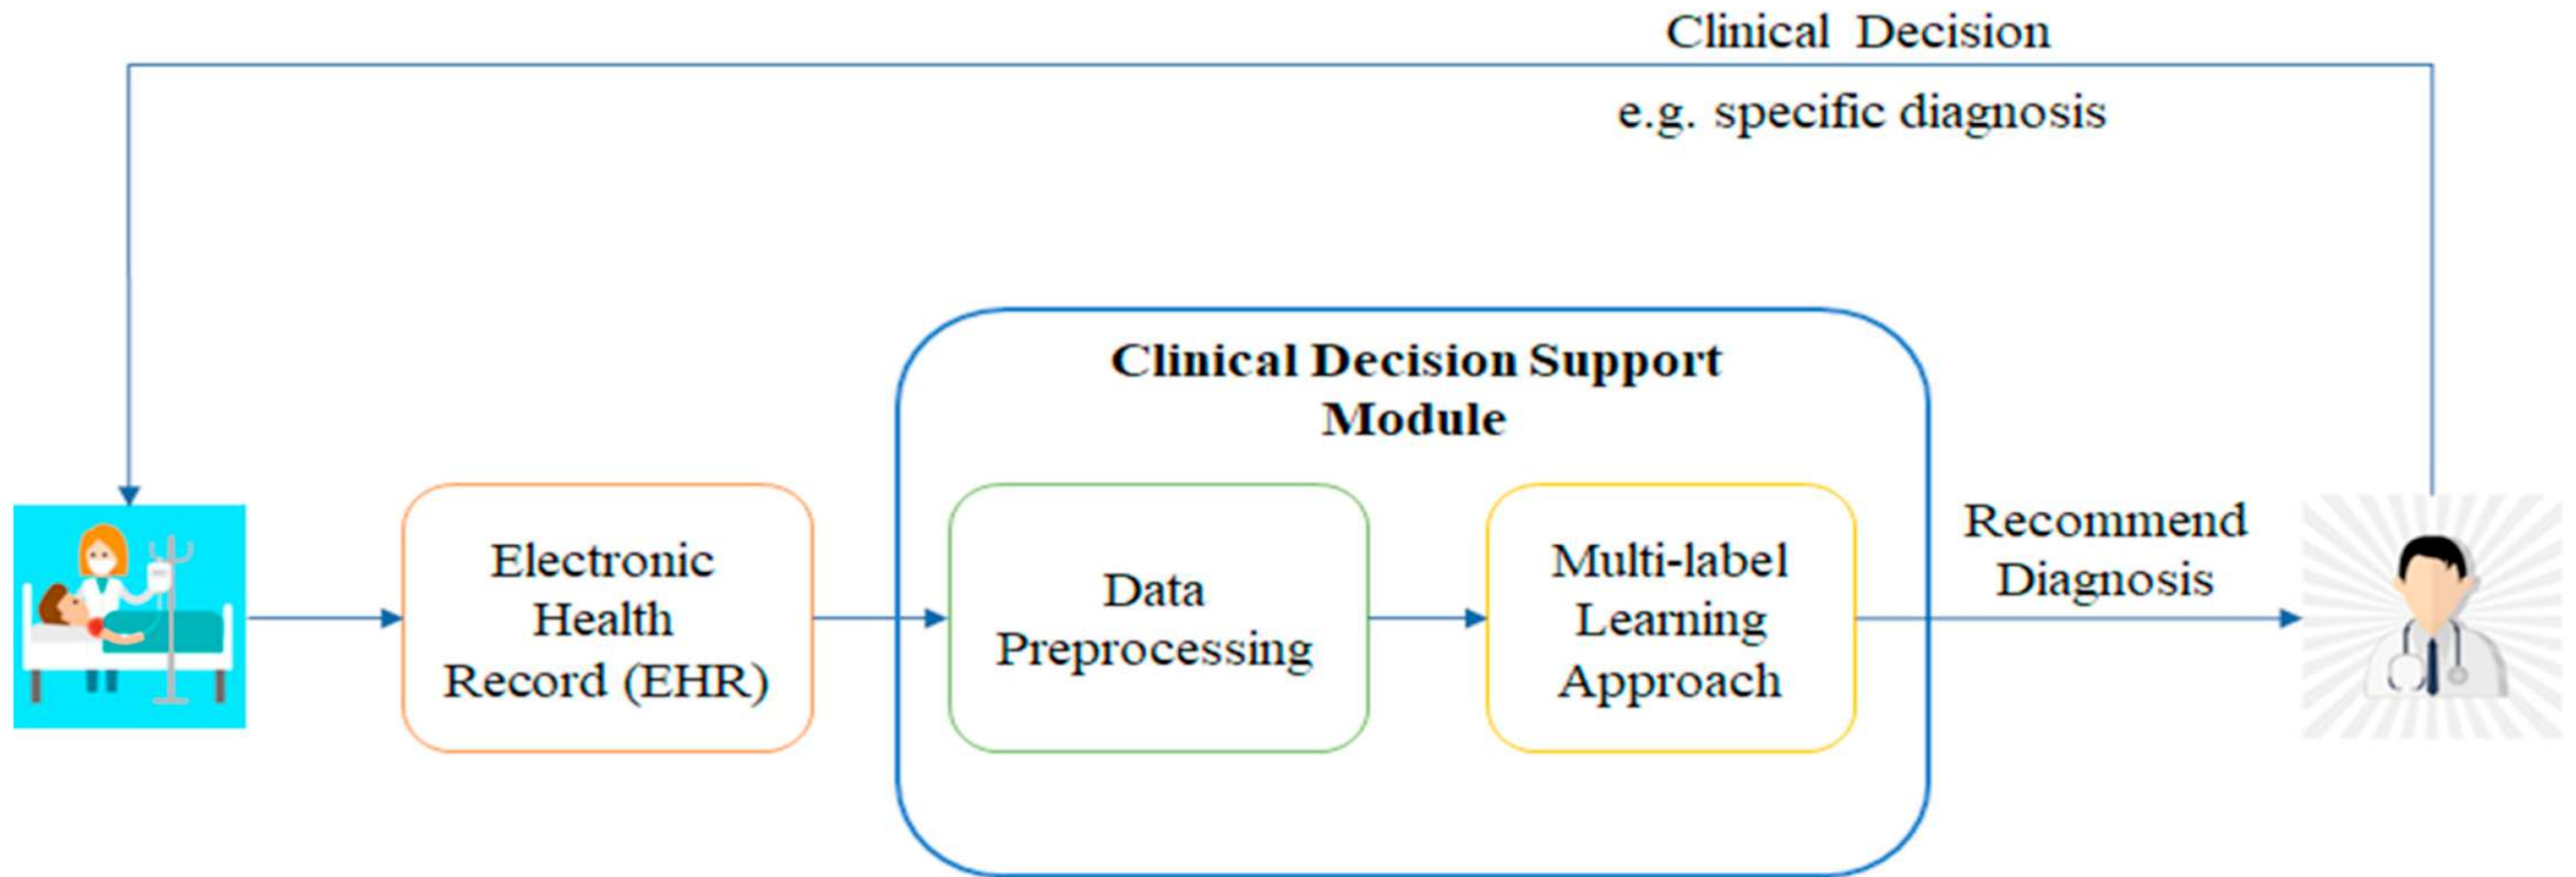 Clinical Decision
e.g. specific diagnosis
Clinical Decision Support
Module
Electronic
Health
Record (EHR)
Data
Preprocessing
Multi-label
Learning
Approach
Recommend
Diagnosis